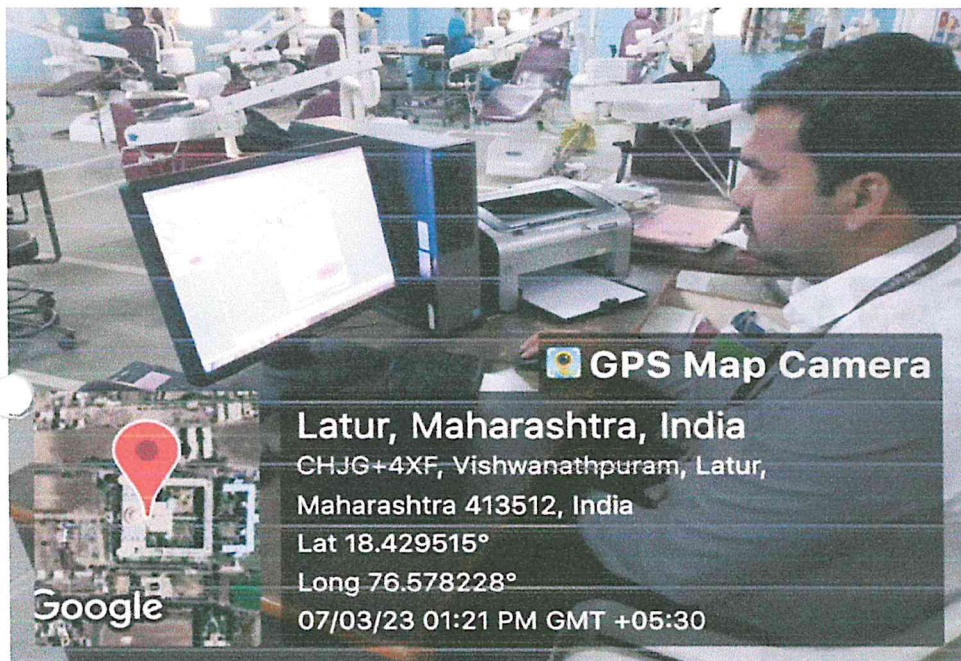 GPS Map Camera
Latur, Maharashtra, India
CHJG+4XF, Vishwanathpuram, Latur,
Maharashtra 413512, India
Lat 18.429515°
Long 76.578228°
07/03/23 01:21 PM GMT +05:30
Google